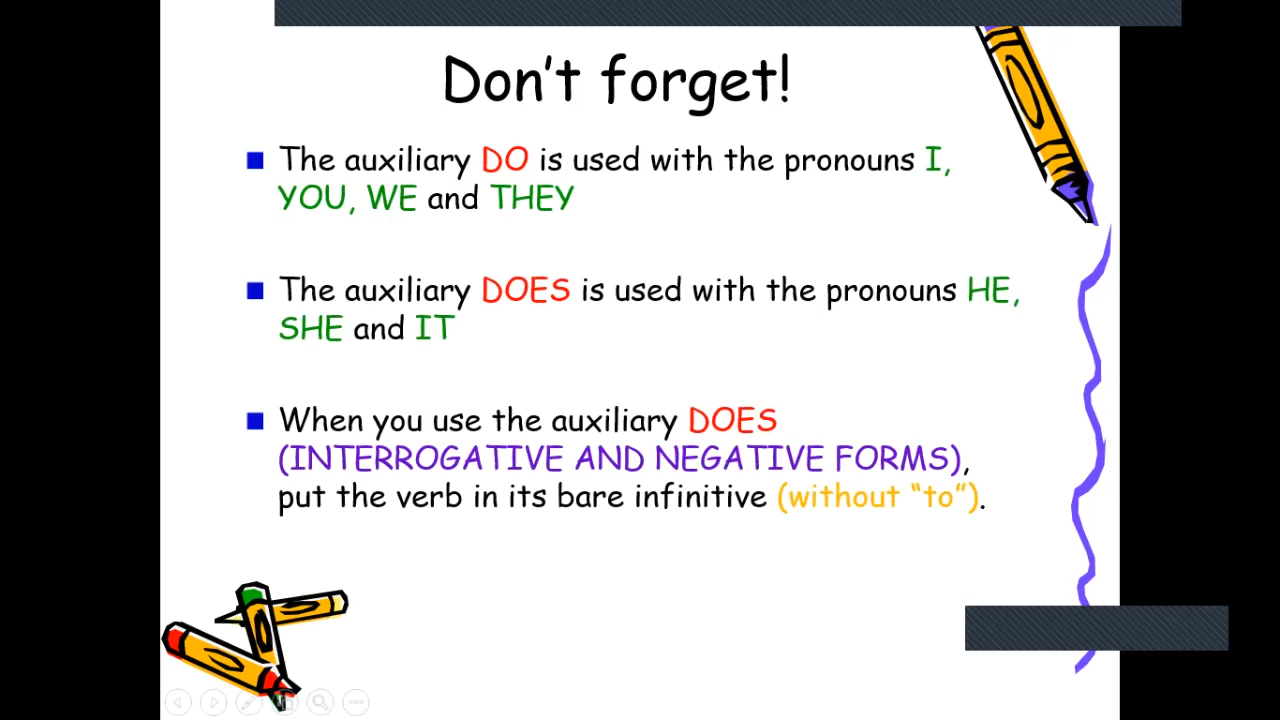 Don't forget!
The auxiliary DO is used with the pronouns I,
YOU, WE and THEY
The auxiliary DOES is used with the pronouns HE,
SHE and IT
When you use the auxiliary DOES
(INTERROGATIVE AND NEGATIVE FORMS),
put the verb in its bare infinitive (without “to”).